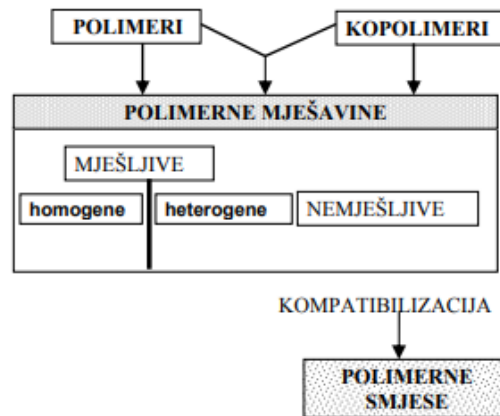 POLIMERI
KOPOLIMERI
POLIMERNE MJEŠAVINE
MJEŠLJIVE
homogene
heterogene
NEMJEŠLJIVE
KOMPATIBILIZACIJA
POLIMERNE
SMJESE